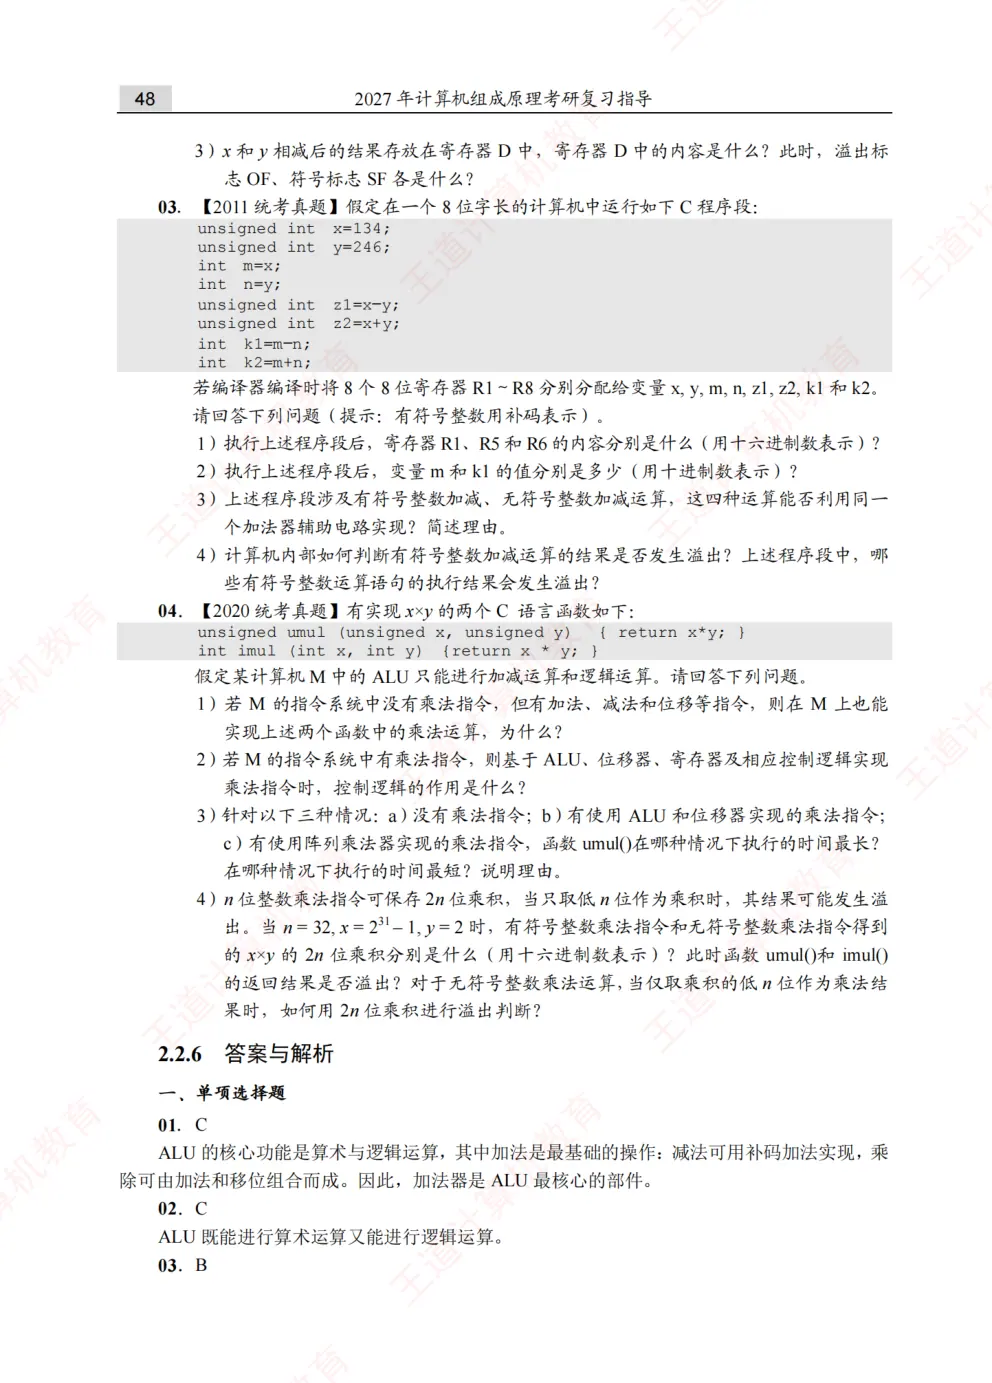 48
2027 年计算机组成原理考研复习指导
3）x 和 y 相减后的结果存放在寄存器 D 中，寄存器 D 中的内容是什么？此时，溢出标
志 OF、符号标志 SF 各是什么？
03. 【2011 统考真题】假定在一个 8 位字长的计算机中运行如下 C 程序段：
unsigned int  x=134;
unsigned int  y=246;
int  m=x;
int  n=y;
unsigned int  z1=x−y;
unsigned int  z2=x+y;
int  k1=m−n;
int  k2=m+n;
若编译器编译时将 8 个 8 位寄存器 R1～R8 分别分配给变量 x, y, m, n, z1, z2, k1 和 k2。
请回答下列问题（提示：有符号整数用补码表示）。
1）执行上述程序段后，寄存器 R1、R5 和 R6 的内容分别是什么（用十六进制数表示）？
2）执行上述程序段后，变量 m 和 k1 的值分别是多少（用十进制数表示）？
3）上述程序段涉及有符号整数加减、无符号整数加减运算，这四种运算能否利用同一
个加法器辅助电路实现？简述理由。
4）计算机内部如何判断有符号整数加减运算的结果是否发生溢出？上述程序段中，哪
些有符号整数运算语句的执行结果会发生溢出？
04. 【2020 统考真题】有实现 x×y 的两个 C 语言函数如下：
unsigned umul (unsigned x, unsigned y)  { return x*y; }
int imul (int x, int y)  {return x * y; }
假定某计算机 M 中的 ALU 只能进行加减运算和逻辑运算。请回答下列问题。
1）若 M 的指令系统中没有乘法指令，但有加法、减法和位移等指令，则在 M 上也能
实现上述两个函数中的乘法运算，为什么？
2）若 M 的指令系统中有乘法指令，则基于 ALU、位移器、寄存器及相应控制逻辑实现
乘法指令时，控制逻辑的作用是什么？
3）针对以下三种情况：a）没有乘法指令；b）有使用 ALU 和位移器实现的乘法指令；
c）有使用阵列乘法器实现的乘法指令，函数 umul()在哪种情况下执行的时间最长？
在哪种情况下执行的时间最短？说明理由。
4）n 位整数乘法指令可保存 2n 位乘积，当只取低 n 位作为乘积时，其结果可能发生溢
出。当 n = 32, x = 2³¹ – 1, y = 2 时，有符号整数乘法指令和无符号整数乘法指令得到
的 x×y 的 2n 位乘积分别是什么（用十六进制数表示）？此时函数 umul()和 imul()
的返回结果是否溢出？对于无符号整数乘法运算，当仅取乘积的低 n 位作为乘法结
果时，如何用 2n 位乘积进行溢出判断？
2.2.6 答案与解析
一、单项选择题
01. C
ALU 的核心功能是算术与逻辑运算，其中加法是最基础的操作：减法可用补码加法实现，乘
除可由加法和移位组合而成。因此，加法器是 ALU 最核心的部件。
02. C
ALU 既能进行算术运算又能进行逻辑运算。
03. B